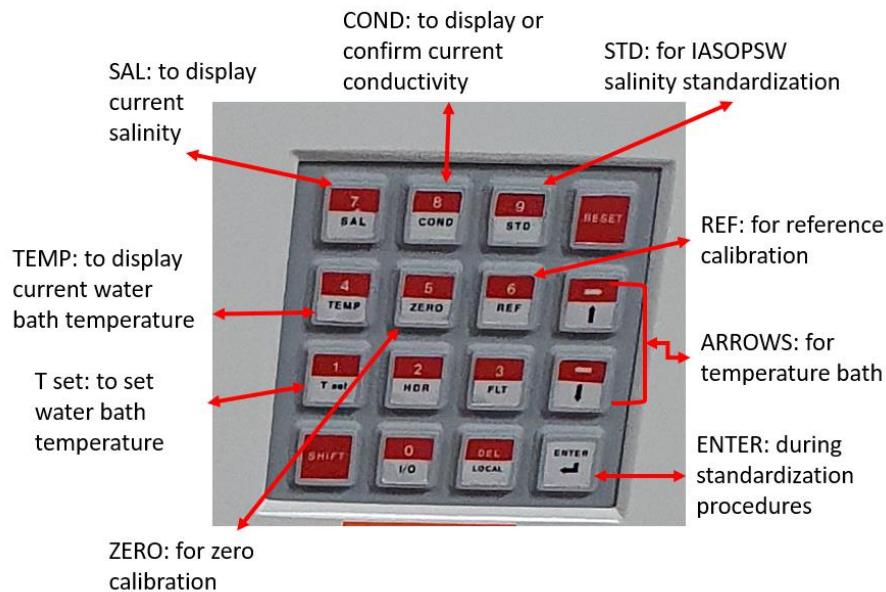 COND: to display or
confirm current
conductivity
STD: for IASOPSW
salinity standardization
SAL: to display
current
salinity
7
SAL
8
COND
9
STD
RESET
REF: for reference
calibration
TEMP: to display
current water
bath temperature
4
TEMP
5
ZERO
6
REF
ARROWS: for
temperature bath
T set: to set
water bath
temperature
1
T set
2
HDR
3
FLT
SHIFT
0
I/O
DEL
LOCAL
ENTER
ENTER: during
standardization
procedures
ZERO: for zero
calibration